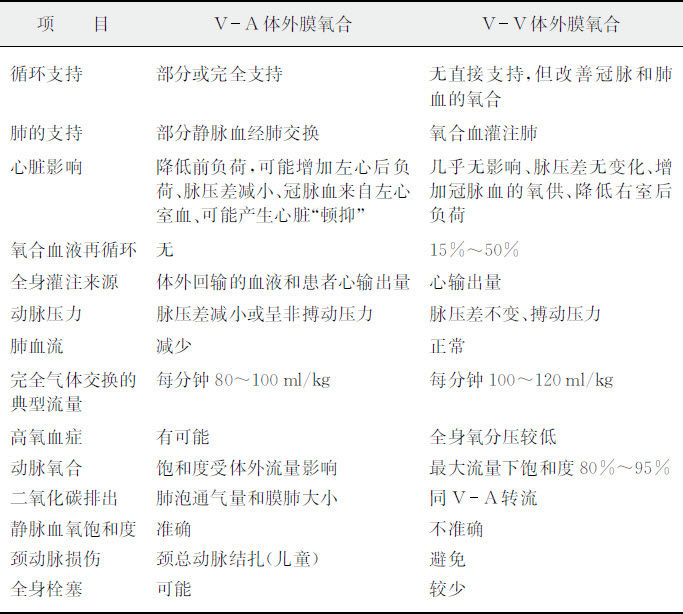 项 目 V-A体外膜氧合 V-V体外膜氧合
循环支持 部分或完全支持 无直接支持,但改善冠脉和肺
血的氧合
肺的支持 部分静脉血经肺交换 氧合血灌注肺
心脏影响 降低前负荷,可能增加左心后负 几乎无影响、脉压差无变化、增
荷、脉压差减小、冠脉血来自左心 加冠脉血的氧供、降低右室后
室血、可能产生心脏“顿抑” 负荷
氧合血液再循环 无 15%~50%
全身灌注来源 体外回输的血液和患者心输出量 心输出量
动脉压力 脉压差减小或呈非搏动压力 脉压差不变、搏动压力
肺血流 减少 正常
完全气体交换的 每分钟80~100 ml/kg 每分钟100~120 ml/kg
典型流量
高氧血症 有可能 全身氧分压较低
动脉氧合 饱和度受体外流量影响 最大流量下饱和度80%~95%
二氧化碳排出 肺泡通气量和膜肺大小 同V-A转流
静脉血氧饱和度 准确 不准确
颈动脉损伤 颈总动脉结扎(儿童) 避免
全身栓塞 可能 较少